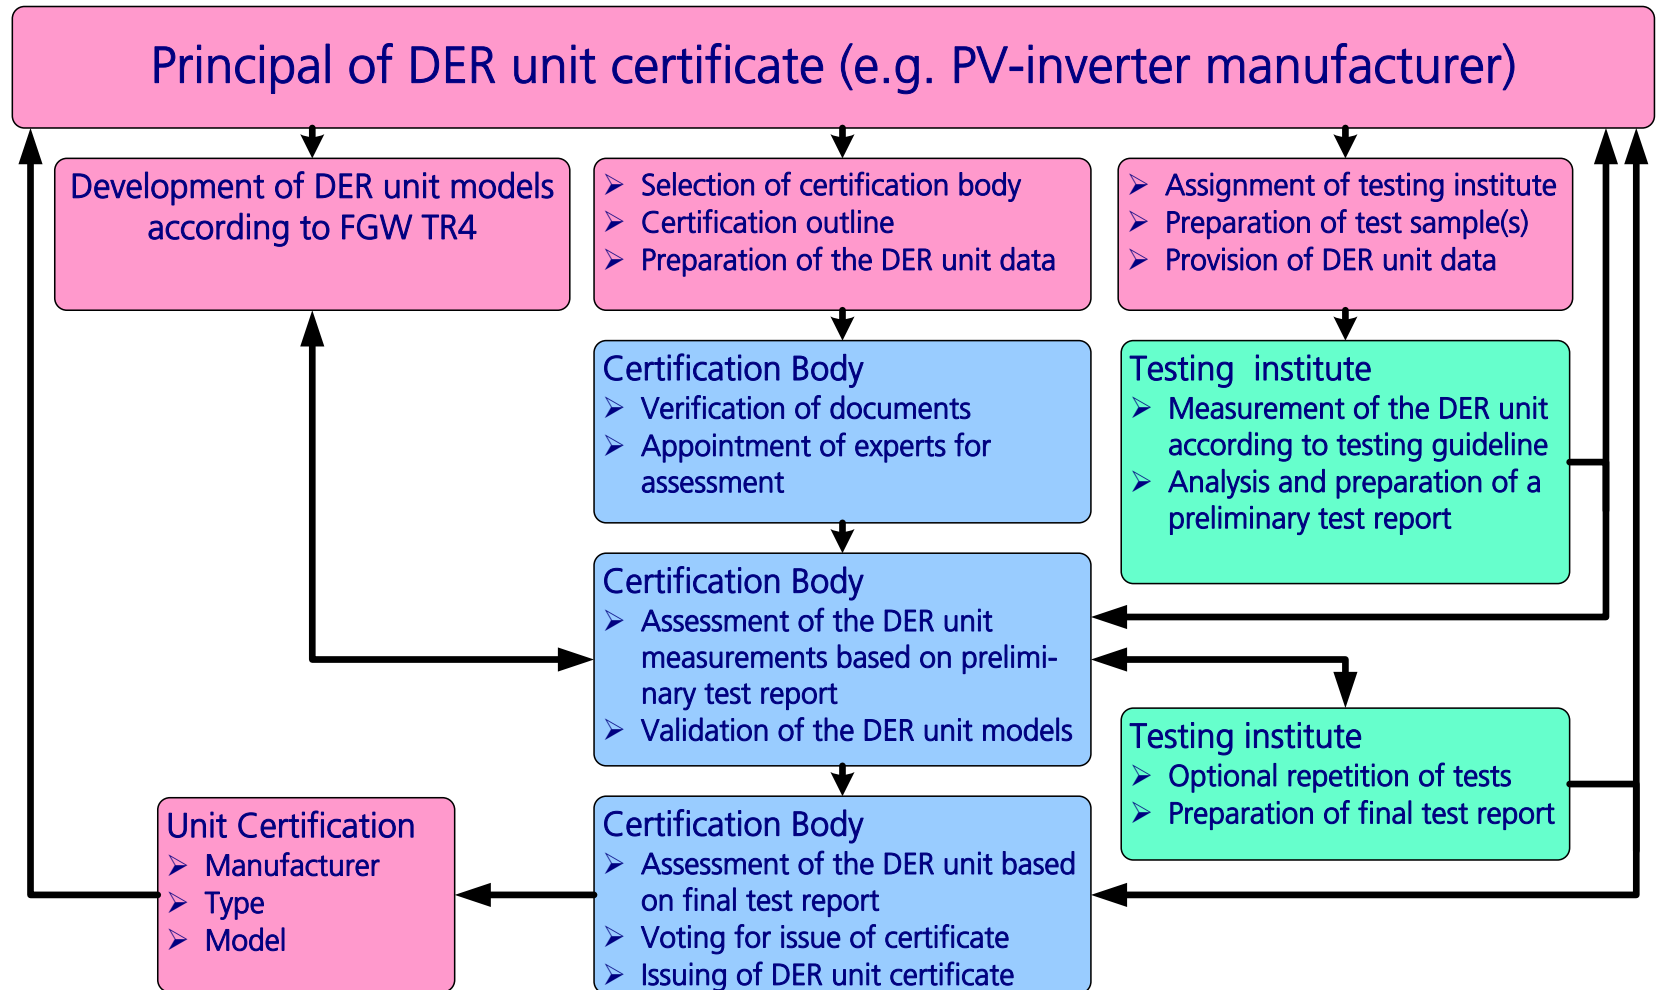 Principal of DER unit certificate (e.g. PV-inverter manufacturer)
Development of DER unit models
according to FGW TR4
➢ Selection of certification body
➢ Certification outline
➢ Preparation of the DER unit data
➢ Assignment of testing institute
➢ Preparation of test sample(s)
➢ Provision of DER unit data
Certification Body
➢ Verification of documents
➢ Appointment of experts for
assessment
Testing institute
➢ Measurement of the DER unit
according to testing guideline
➢ Analysis and preparation of a
preliminary test report
Certification Body
➢ Assessment of the DER unit
measurements based on prelimi-
nary test report
➢ Validation of the DER unit models
Testing institute
➢ Optional repetition of tests
➢ Preparation of final test report
Unit Certification
➢ Manufacturer
➢ Type
➢ Model
Certification Body
➢ Assessment of the DER unit based
on final test report
➢ Voting for issue of certificate
➢ Issuing of DER unit certificate